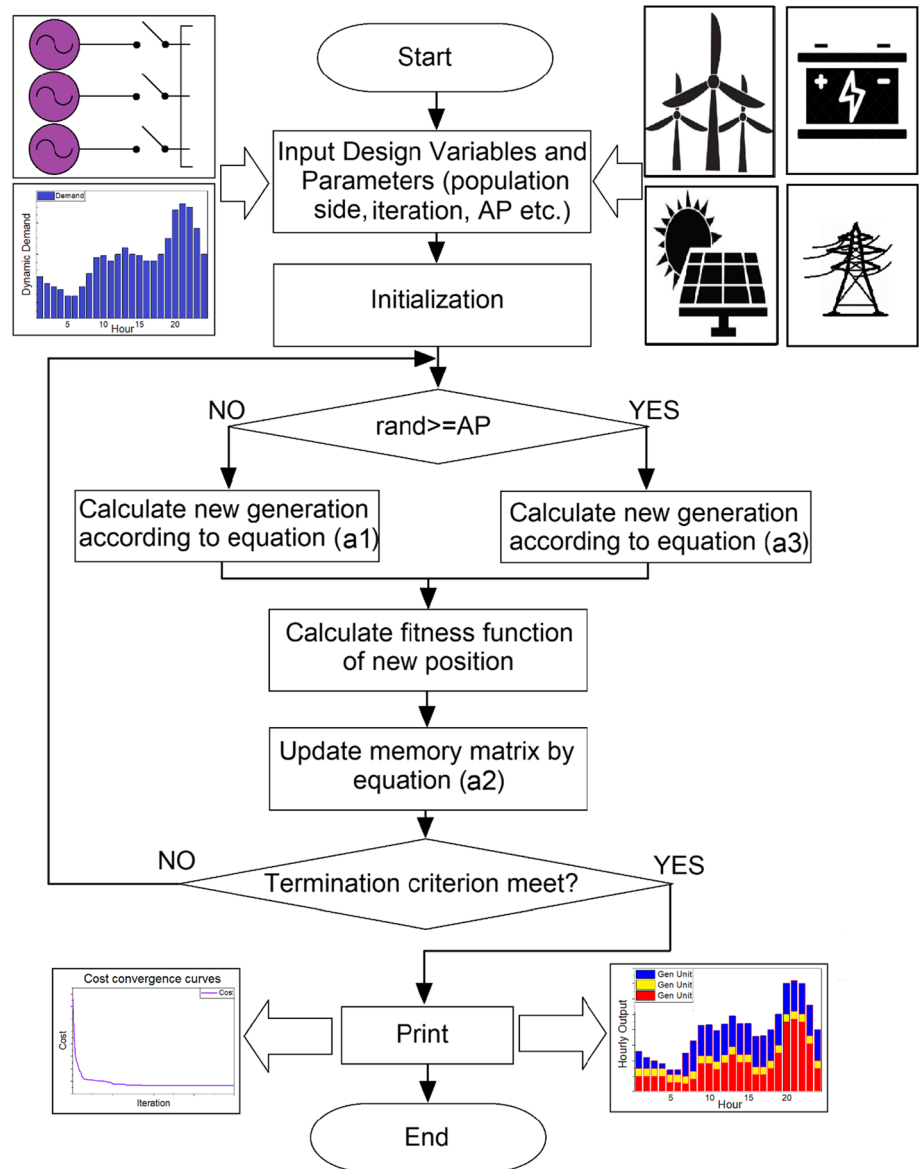 Start
Input Design Variables and
Parameters (population
side, iteration, AP etc.)
Demand
Dynamic Demand
5 10 15 20
Hour
+ -
Initialization
NO
YES
rand>=AP
Calculate new generation
according to equation (a1)
Calculate new generation
according to equation (a3)
Calculate fitness function
of new position
Update memory matrix by
equation (a2)
NO
YES
Termination criterion meet?
Cost convergence curves
Cost
Cost
Iteration
Print
Gen Unit
Gen Unit
Gen Unit
Hourly Output
5 10 15 20
Hour
End